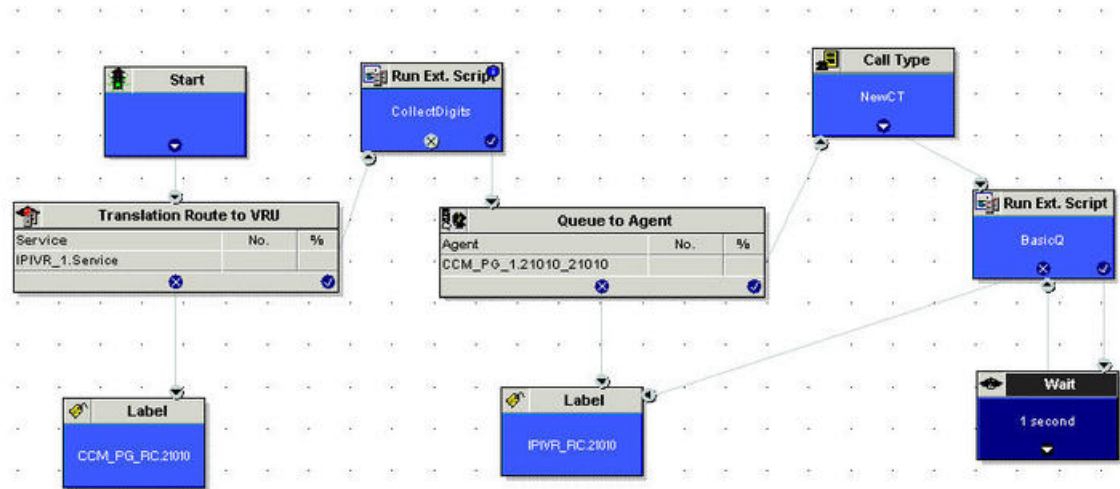 Start
Run Ext. Script
CollectDigits
Call Type
NewCT
Translation Route to VRU
Service No. %
IPIVR_1.Service
Queue to Agent
Agent No. %
CCM_PG_1.21010_21010
Run Ext. Script
BasicQ
Label
CCM_PG_RC.21010
Label
IPIVR_RC.21010
Wait
1 second